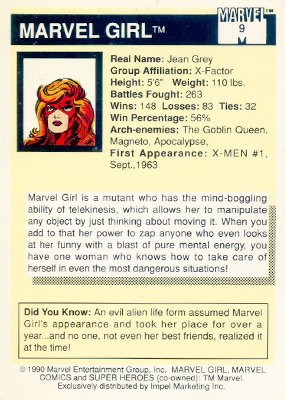 MARVEL GIRL™
MARVEL™
9
M
Real Name: Jean Grey
Group Affiliation: X-Factor
Height: 5'6" Weight: 110 lbs.
Battles Fought: 263
Wins: 148 Losses: 83 Ties: 32
Win Percentage: 56%
Arch-enemies: The Goblin Queen,
Magneto, Apocalypse,
First Appearance: X-MEN #1,
Sept.,1963
Marvel Girl is a mutant who has the mind-boggling
ability of telekinesis, which allows her to manipulate
any object by just thinking about moving it. When you
add to that her power to zap anyone who even looks
at her funny with a blast of pure mental energy, you
have one woman who knows how to take care of
herself in even the most dangerous situations!
Did You Know: An evil alien life form assumed Marvel
Girl's appearance and took her place for over a
year...and no one, not even her best friends, realized it
at the time!
© 1990 Marvel Entertainment Group, Inc. MARVEL GIRL, MARVEL
COMICS and SUPER HEROES (co-owned): TM Marvel.
Exclusively distributed by Impel Marketing Inc.